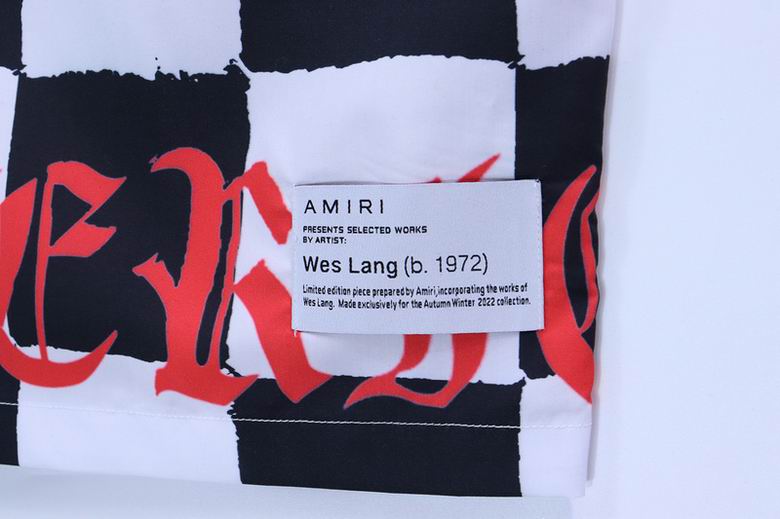 ERS
AMIRI
PRESENTS SELECTED WORKS
BY ARTIST:
Wes Lang (b. 1972)
Limited edition piece prepared by Amiri,incorporating the works of
Wes Lang. Made exclusively for the Autumn Winter 2022 collection.